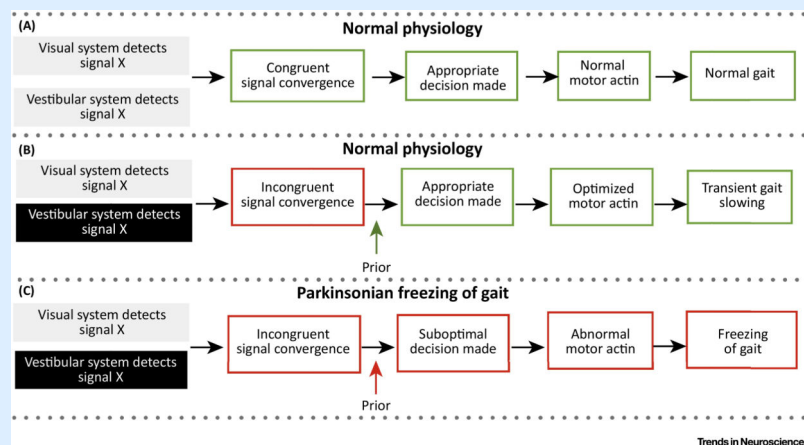 (A)
Normal physiology
Visual system detects
signal X
Vestibular system detects
signal X
Congruent
signal convergence
Appropriate
decision made
Normal
motor actin
Normal gait
(B)
Normal physiology
Visual system detects
signal X
Vestibular system detects
signal X
Incongruent
signal convergence
Prior
Appropriate
decision made
Optimized
motor actin
Transient gait
slowing
(C)
Parkinsonian freezing of gait
Visual system detects
signal X
Vestibular system detects
signal X
Incongruent
signal convergence
Prior
Suboptimal
decision made
Abnormal
motor actin
Freezing
of gait
Trends in Neuroscience